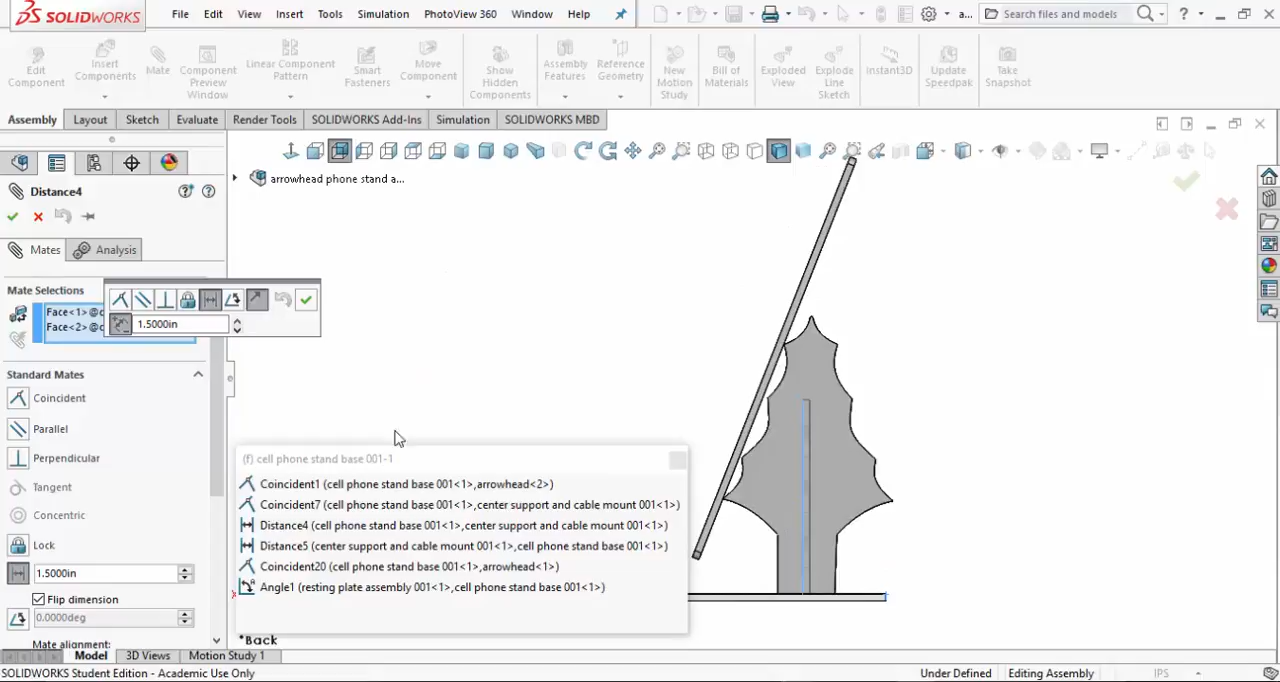 SOLIDWORKS File Edit View Insert Tools Simulation PhotoView 360 Window Help a... Search files and models ?
Edit Component
Insert Components
Mate
Component Preview Window
Linear Component Pattern
Smart Fasteners
Move Component
Show Hidden Components
Assembly Features
Reference Geometry
New Motion Study
Bill of Materials
Exploded View
Explode Line Sketch
Instant3D
Update Speedpak
Take Snapshot
Assembly Layout Sketch Evaluate Render Tools SOLIDWORKS Add-Ins Simulation SOLIDWORKS MBD
arrowhead phone stand a...
Distance4
Mates Analysis
Mate Selections
Face<1>@c
Face<2>@c
1.5000in
Standard Mates
Coincident
Parallel
Perpendicular
Tangent
Concentric
Lock
1.5000in
Flip dimension
0.0000deg
Mate alignment:
(f) cell phone stand base 001-1
Coincident1 (cell phone stand base 001<1>,arrowhead<2>)
Coincident7 (cell phone stand base 001<1>,center support and cable mount 001<1>)
Distance4 (cell phone stand base 001<1>,center support and cable mount 001<1>)
Distance5 (center support and cable mount 001<1>,cell phone stand base 001<1>)
Coincident20 (cell phone stand base 001<1>,arrowhead<1>)
Angle1 (resting plate assembly 001<1>,cell phone stand base 001<1>)
*Back
Model 3D Views Motion Study 1
SOLIDWORKS Student Edition - Academic Use Only Under Defined Editing Assembly IPS